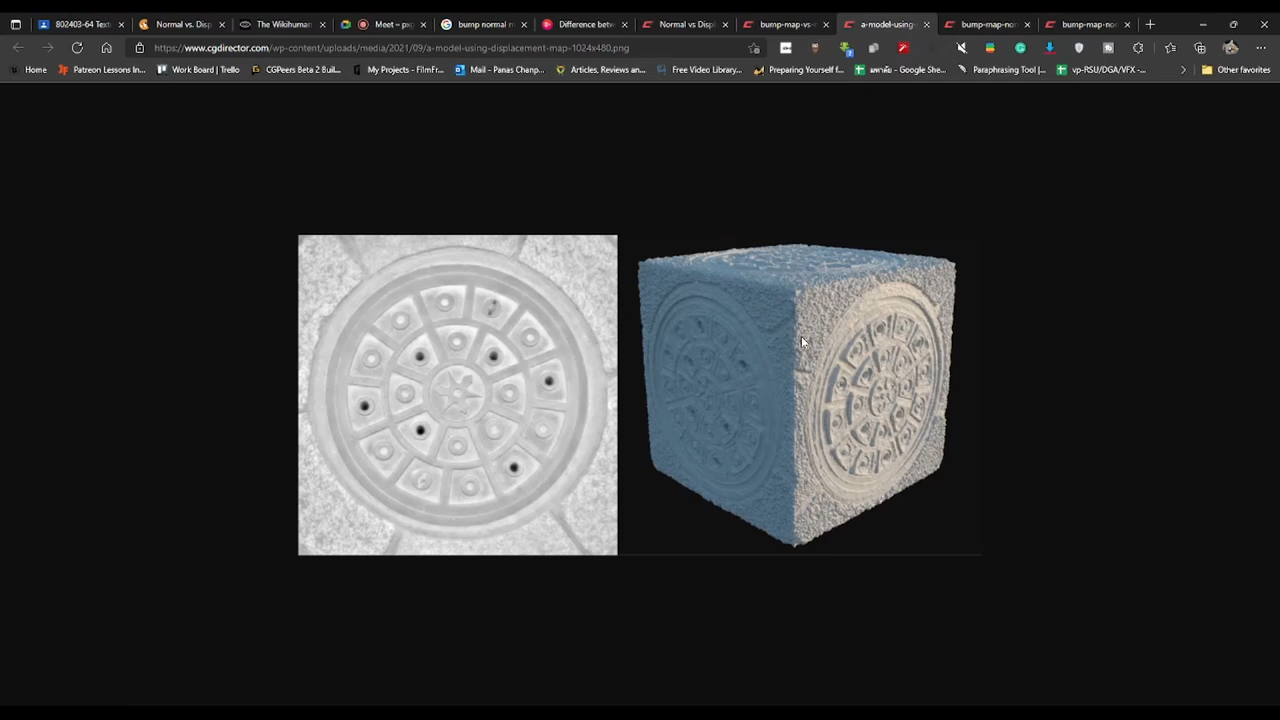 802403-64 Text
Normal vs. Disp
The Wikihuman
Meet – pxg
bump normal m
Difference betw
Normal vs Displ
bump-map-vs-n
a-model-using-
bump-map-nor
bump-map-nor
https://www.cgdirector.com/wp-content/uploads/media/2021/09/a-model-using-displacement-map-1024x480.png
Home
Patreon Lessons In...
Work Board | Trello
CGPeers Beta 2 Buil...
My Projects - FilmFr...
Mail – Panas Chanp...
Articles, Reviews an...
Free Video Library...
Preparing Yourself f...
- Google She...
Paraphrasing Tool |...
vp-RSU/DGA/VFX -...
Other favorites